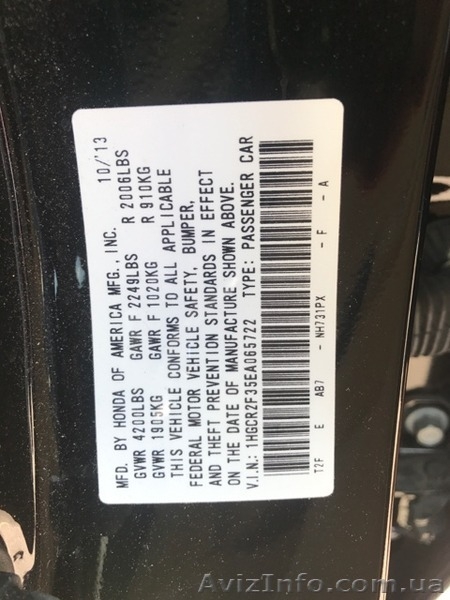 MFD. BY HONDA OF AMERICA MFG., INC. 10/'13
GVWR 4200LBS GAWR F 2249LBS R 2006LBS
GVWR 1905KG GAWR F 1020KG R 910KG
THIS VEHICLE CONFORMS TO ALL APPLICABLE
FEDERAL MOTOR VEHICLE SAFETY, BUMPER,
AND THEFT PREVENTION STANDARDS IN EFFECT
ON THE DATE OF MANUFACTURE SHOWN ABOVE.
V.I.N.: 1HGCR2F35EA065722 TYPE: PASSENGER CAR
T2F E AB7 - NH731PX - F - A
AvizInfo.com.ua